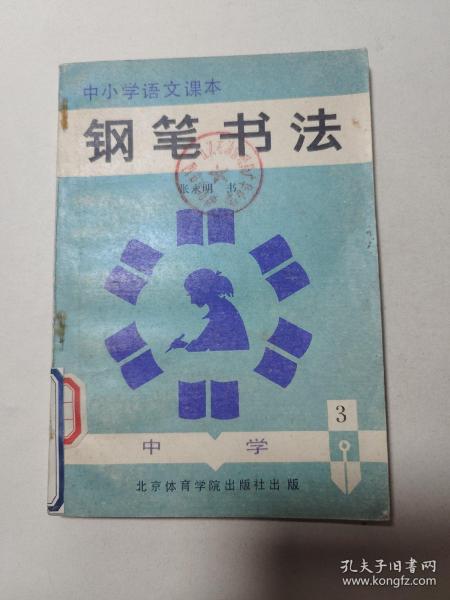 中小学语文课本
钢笔书法
张永明 书
3
中 学
北京体育学院出版社出版
孔夫子旧书网
www.kongfz.com